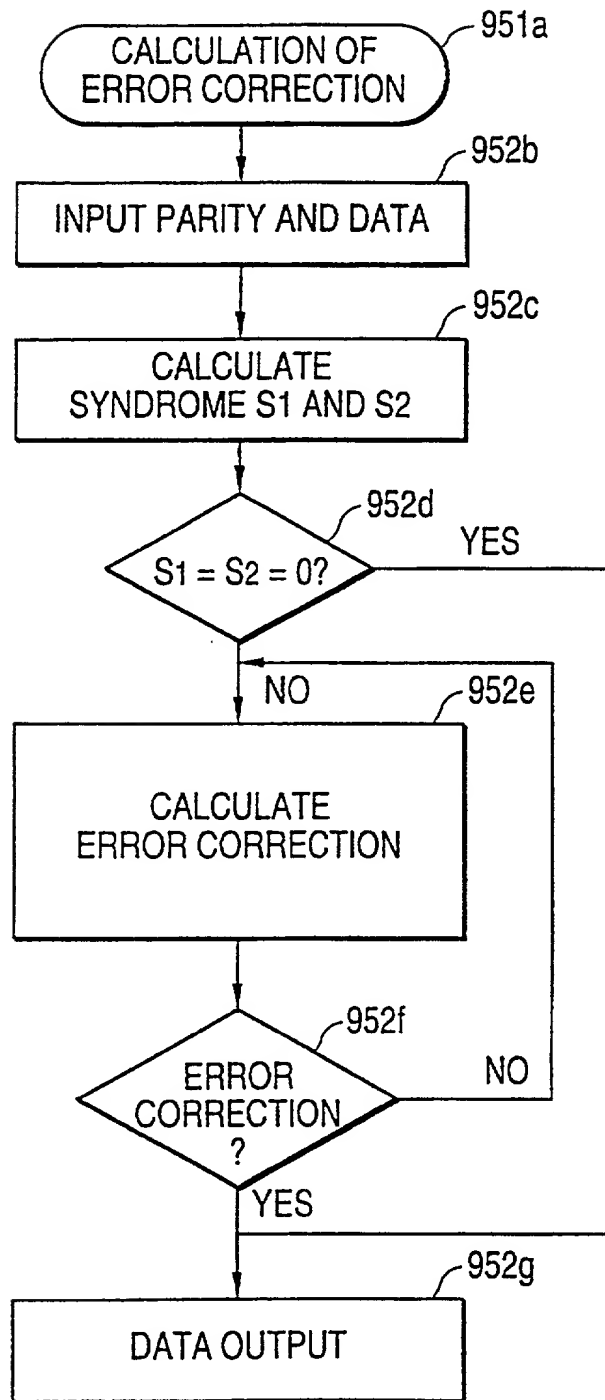 CALCULATION OF
ERROR CORRECTION
951a
952b
INPUT PARITY AND DATA
952c
CALCULATE
SYNDROME S1 AND S2
952d
S1 = S2 = 0?
YES
NO
952e
CALCULATE
ERROR CORRECTION
952f
ERROR
CORRECTION
?
NO
YES
952g
DATA OUTPUT